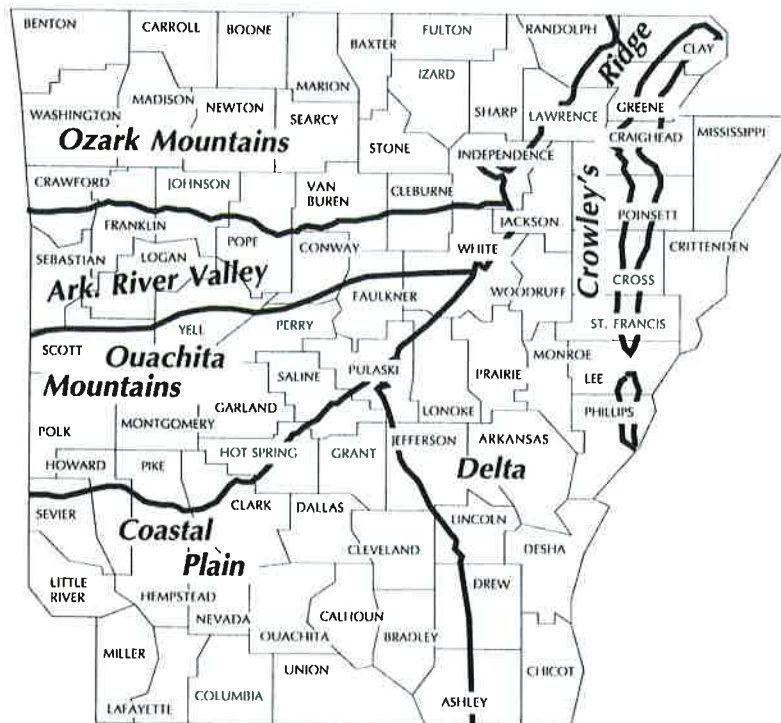 BENTON
CARROLL
BOONE
BAXTER
FULTON
RANDOLPH
CLAY
IZARD
MARION
Ridge
MADISON
NEWTON
SEARCY
SHARP
LAWRENCE
GREENE
WASHINGTON
Ozark Mountains
STONE
CRAIGHEAD
MISSISSIPPI
INDEPENDENCE
CRAWFORD
JOHNSON
VAN
BUREN
CLEBURNE
Crowley's
POINSETT
FRANKLIN
POPE
CONWAY
JACKSON
WHITE
CRITTENDEN
SEBASTIAN
LOGAN
Ark. River Valley
CROSS
FAULKNER
WOODRUFF
YELL
PERRY
ST. FRANCIS
SCOTT
Ouachita
Mountains
SALINE
PULASKI
PRAIRIE
MONROE
LEE
GARLAND
LONOKE
PHILLIPS
MONTGOMERY
POLK
HOT SPRING
GRANT
JEFFERSON
ARKANSAS
HOWARD
PIKE
Delta
SEVIER
CLARK
DALLAS
LINCOLN
Coastal
Plain
CLEVELAND
DESHA
LITTLE
RIVER
HEMPSTEAD
DREW
NEVADA
OUACHITA
CALHOUN
BRADLEY
MILLER
UNION
CHICOT
LAFAYETTE
COLUMBIA
ASHLEY